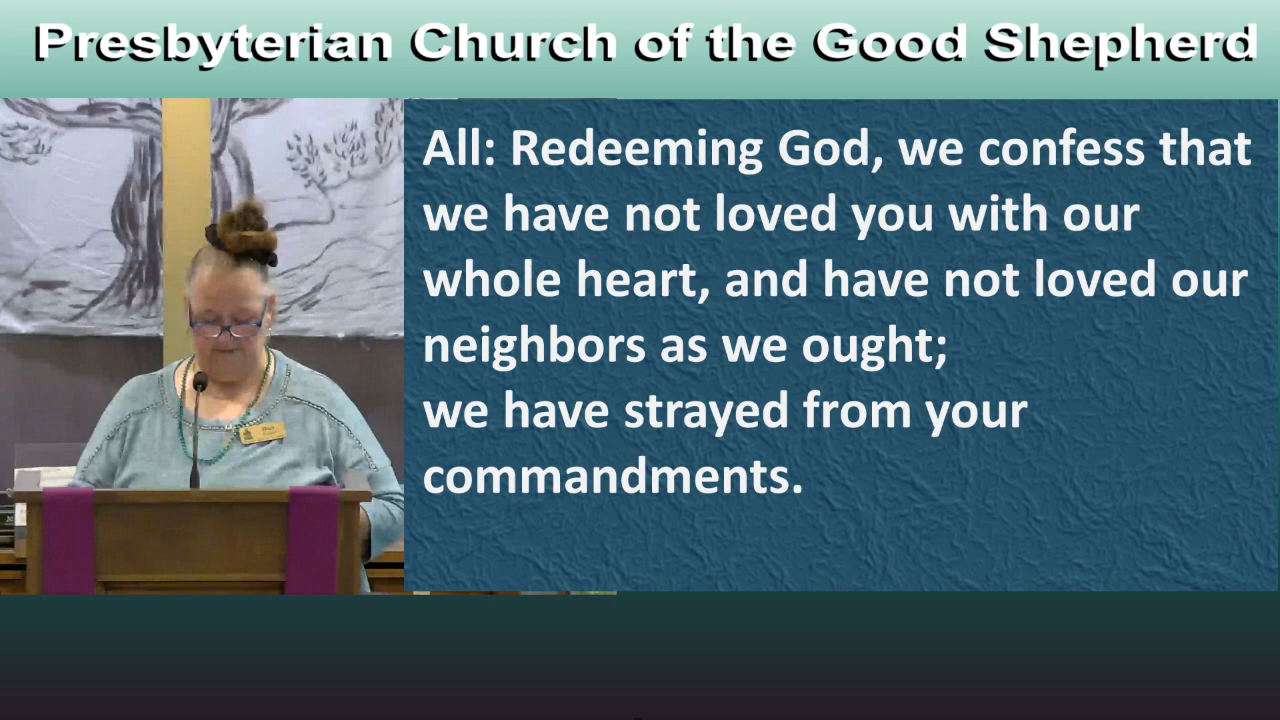 Presbyterian Church of the Good Shepherd
All: Redeeming God, we confess that
we have not loved you with our
whole heart, and have not loved our
neighbors as we ought;
we have strayed from your
commandments.